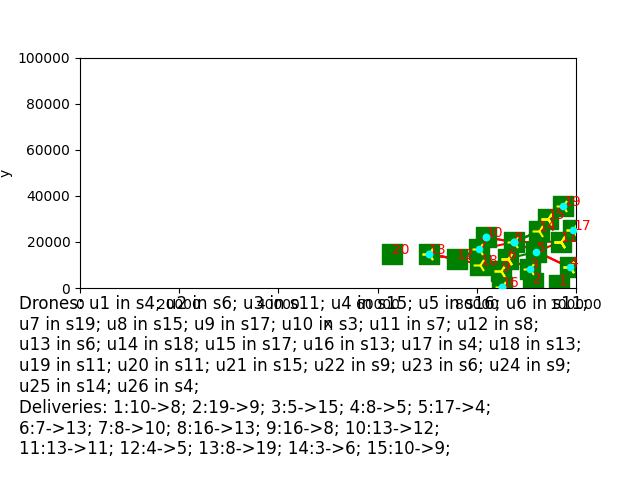 100000
80000
60000
40000
20000
0
y
20
19
17
10
x
Drones: u1 in s4; u2 in s6; u3 in s11; u4 in s15; u5 in s16; u6 in s11;
u7 in s19; u8 in s15; u9 in s17; u10 in s3; u11 in s7; u12 in s8;
u13 in s6; u14 in s18; u15 in s17; u16 in s13; u17 in s4; u18 in s13;
u19 in s11; u20 in s11; u21 in s15; u22 in s9; u23 in s6; u24 in s9;
u25 in s14; u26 in s4;
Deliveries: 1:10->8; 2:19->9; 3:5->15; 4:8->5; 5:17->4;
6:7->13; 7:8->10; 8:16->13; 9:16->8; 10:13->12;
11:13->11; 12:4->5; 13:8->19; 14:3->6; 15:10->9;